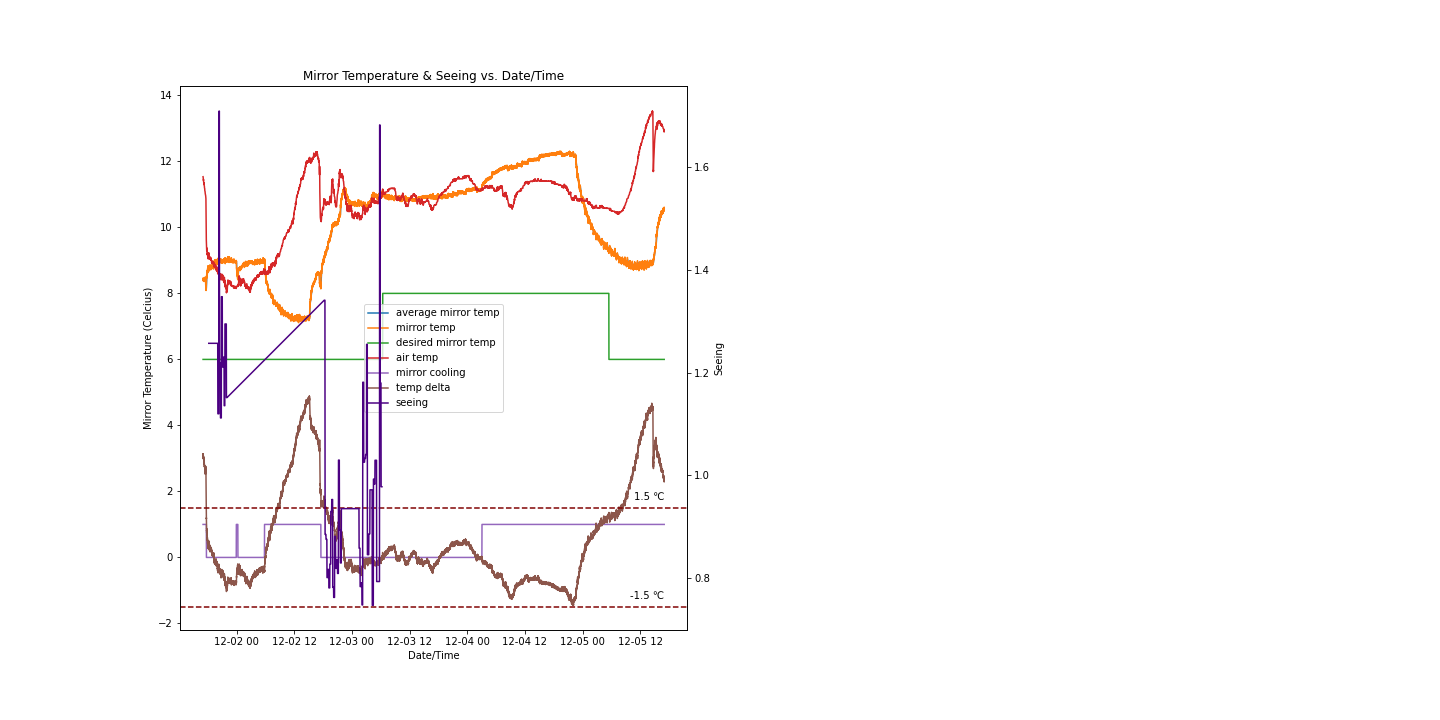 Mirror Temperature & Seeing vs. Date/Time
14
12
10
8
6
4
2
0
−2
Mirror Temperature (Celcius)
average mirror temp
mirror temp
desired mirror temp
air temp
mirror cooling
temp delta
seeing
1.5 °C
-1.5 °C
1.6
1.4
1.2
1.0
0.8
Seeing
12-02 00 12-02 12 12-03 00 12-03 12 12-04 00 12-04 12 12-05 00 12-05 12
Date/Time